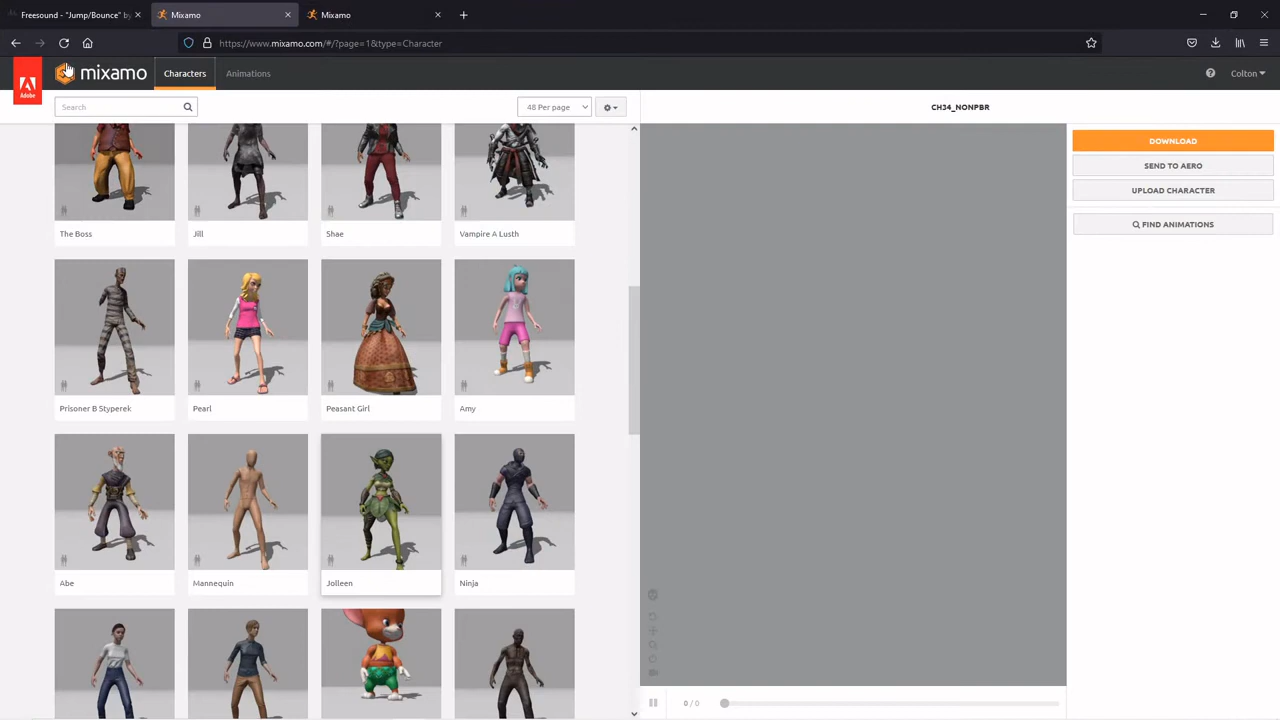 Freesound - "Jump/Bounce" by
Mixamo
Mixamo
https://www.mixamo.com/#/?page=1&type=Character
Adobe
mixamo
Characters
Animations
Colton
Search
48 Per page
CH34_NONPBR
DOWNLOAD
SEND TO AERO
UPLOAD CHARACTER
FIND ANIMATIONS
The Boss
Jill
Shae
Vampire A Lusth
Prisoner B Styperek
Pearl
Peasant Girl
Amy
Abe
Mannequin
Jolleen
Ninja
0 / 0